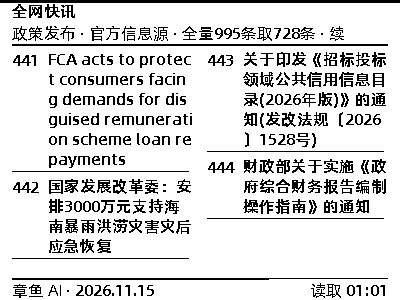 全网快讯
政策发布 · 官方信息源 · 全量995条取728条 · 续
441 FCA acts to protec
t consumers facin
g demands for dis
guised remunerati
on scheme loan re
payments
442 国家发展改革委：安
排3000万元支持海
南暴雨洪涝灾害灾后
应急恢复
443 关于印发《招标投标
领域公共信用信息目
录(2026年版)》的通
知(发改法规〔2026
〕1528号)
444 财政部关于实施《政
府综合财务报告编制
操作指南》的通知
章鱼 AI · 2026.11.15
读取 01:01